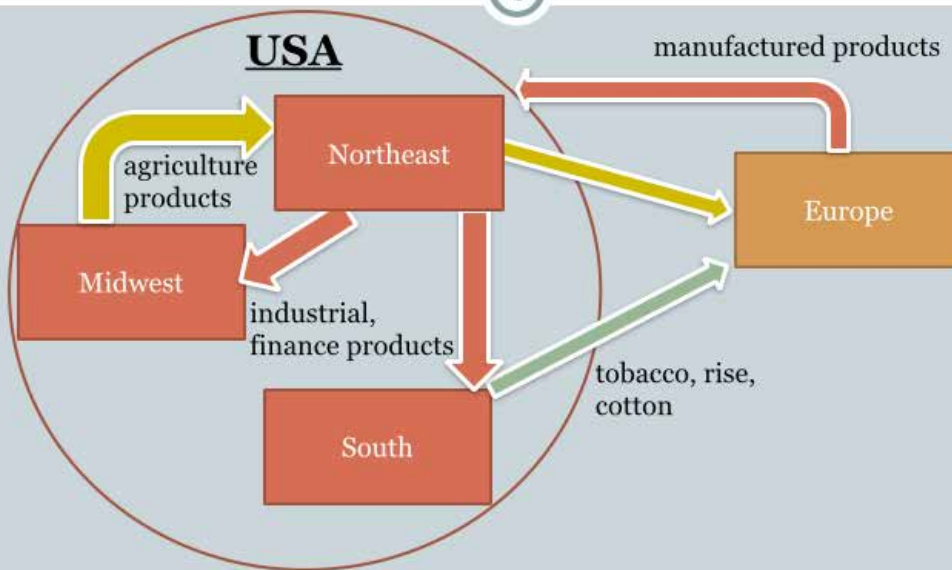 USA
manufactured products
Northeast
agriculture
products
Europe
Midwest
industrial,
finance products
tobacco, rise,
cotton
South